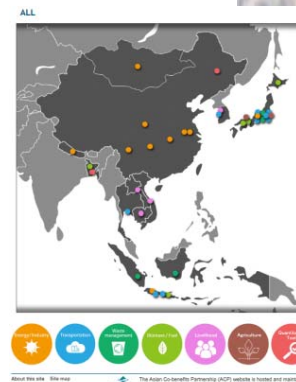 ALL
Energy / Industry
Transportation
Waste management
Biomass / Fuel
Livelihood
Agriculture
About this site Site map
The Asian Co-benefits Partnership (ACP) website is hosted and